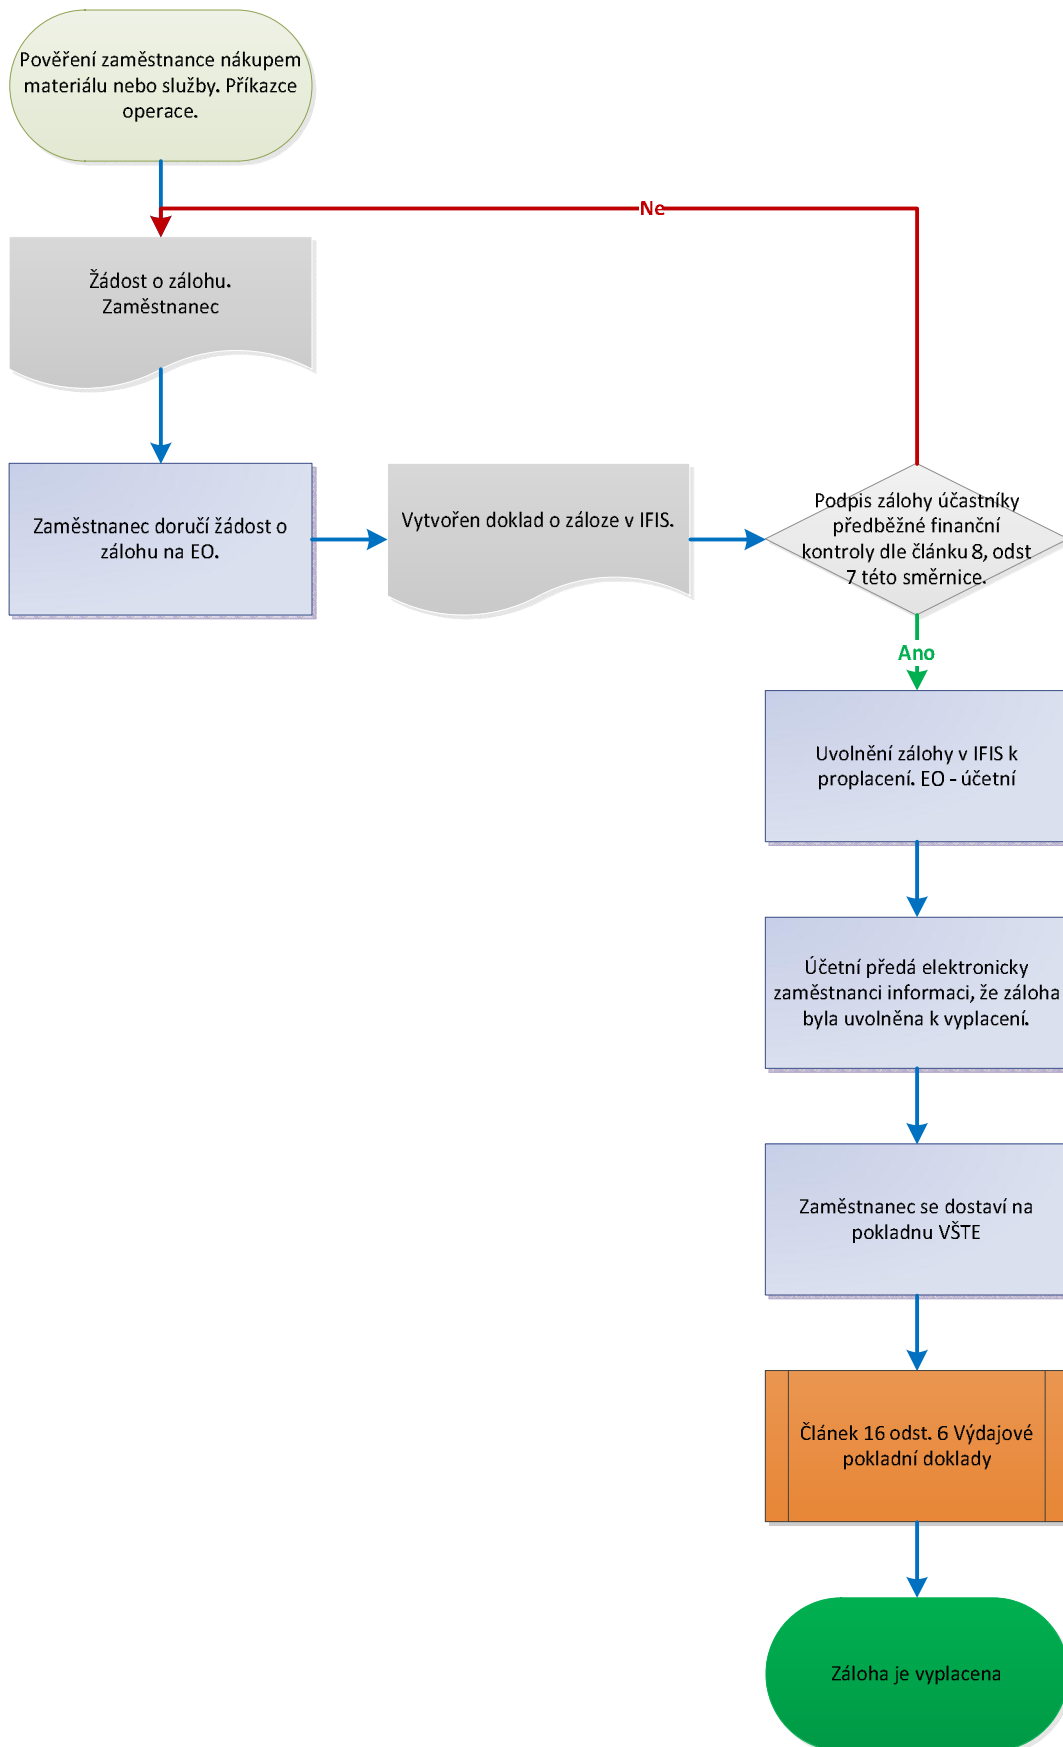 Pověření zaměstnance nákupem
materiálu nebo služby. Příkazce
operace.
Ne
Žádost o zálohu.
Zaměstnanec
Zaměstnanec doručí žádost o
zálohu na EO.
Vytvořen doklad o záloze v IFIS.
Podpis zálohy účastníky
předběžné finanční
kontroly dle článku 8, odst
7 této směrnice.
Ano
Uvolnění zálohy v IFIS k
proplacení. EO - účetní
Účetní předá elektronicky
zaměstnanci informaci, že záloha
byla uvolněna k vyplacení.
Zaměstnanec se dostaví na
pokladnu VŠTE
Článek 16 odst. 6 Výdajové
pokladní doklady
Záloha je vyplacena